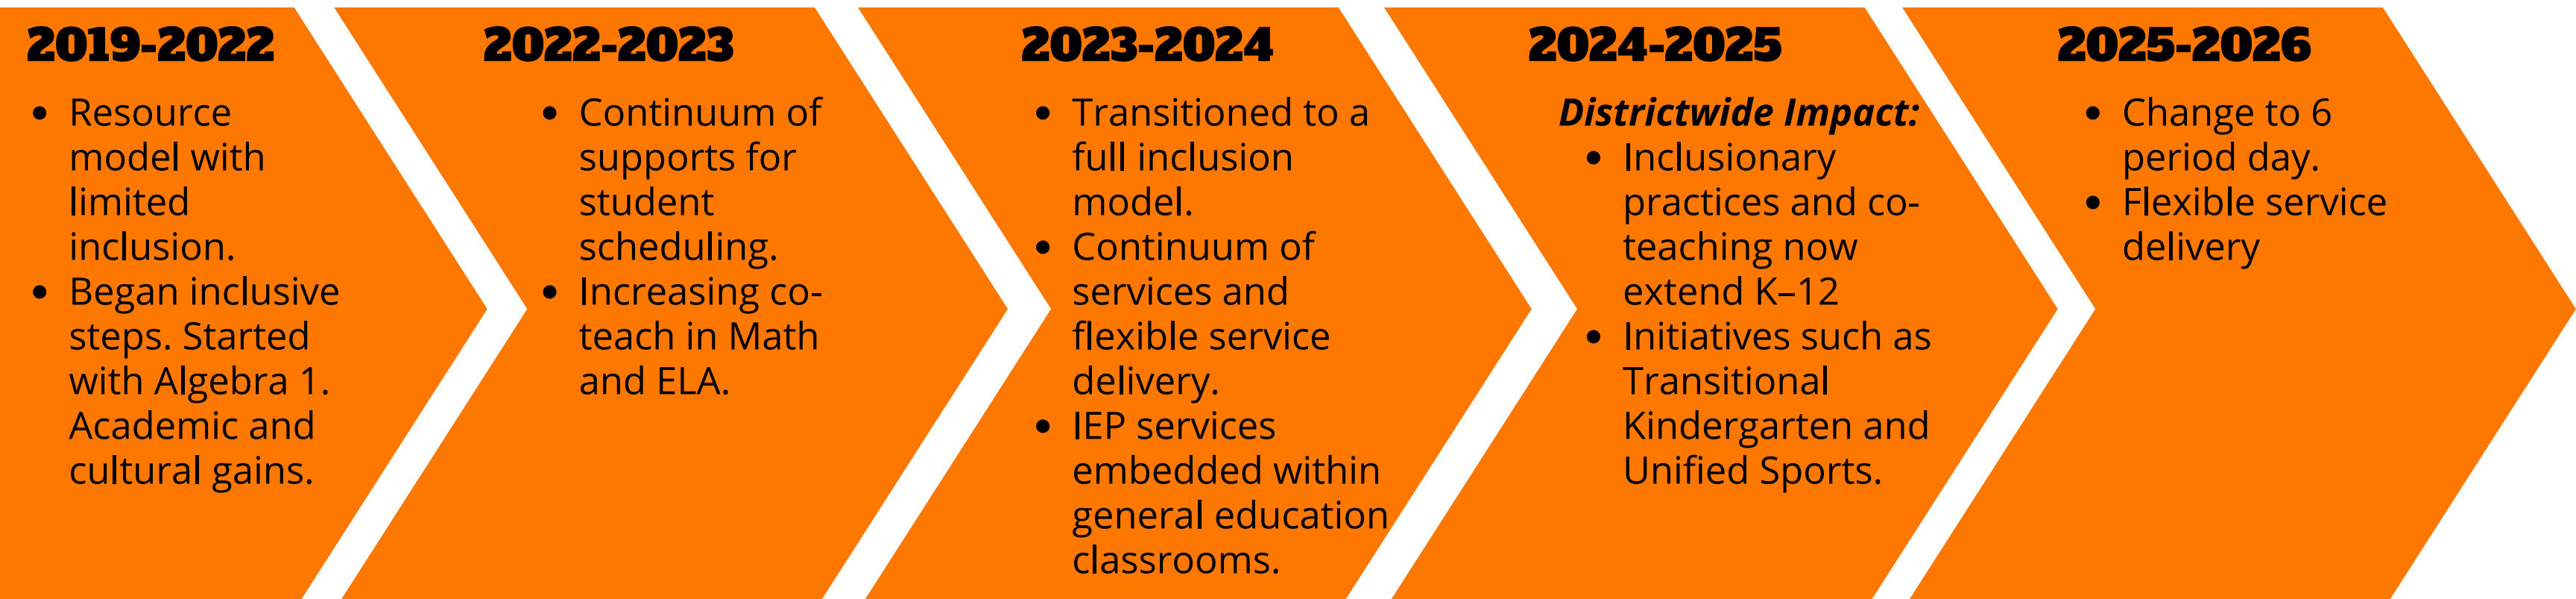 2019-2022
• Resource
model with
limited
inclusion.
• Began inclusive
steps. Started
with Algebra 1.
Academic and
cultural gains.
2022-2023
• Continuum of
supports for
student
scheduling.
• Increasing co-
teach in Math
and ELA.
2023-2024
• Transitioned to a
full inclusion
model.
• Continuum of
services and
flexible service
delivery.
• IEP services
embedded within
general education
classrooms.
2024-2025
Districtwide Impact:
• Inclusionary
practices and co-
teaching now
extend K–12
• Initiatives such as
Transitional
Kindergarten and
Unified Sports.
2025-2026
• Change to 6
period day.
• Flexible service
delivery